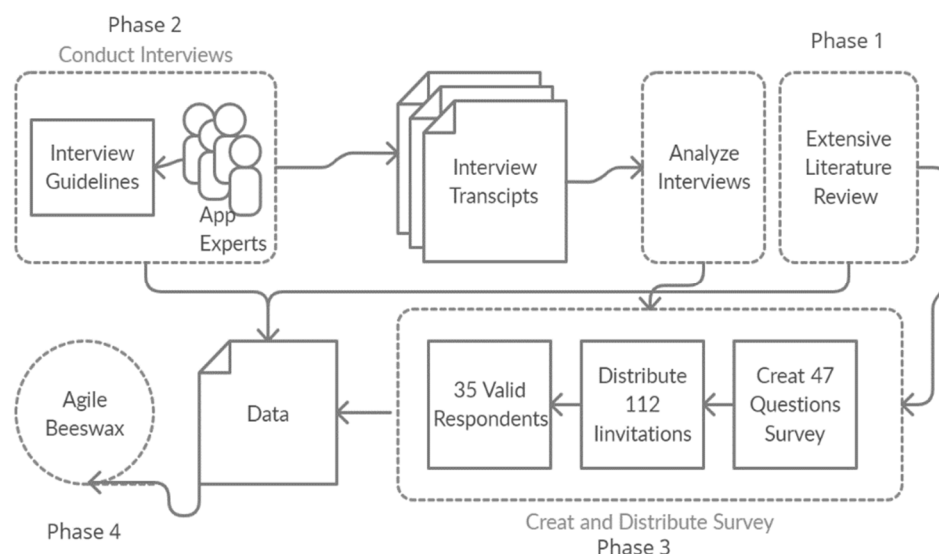 Phase 2
Conduct Interviews
Interview
Guidelines
App
Experts
Interview
Transcipts
Analyze
Interviews
Phase 1
Extensive
Literature
Review
Agile
Beeswax
Phase 4
Data
35 Valid
Respondents
Distribute
112
Iinvitations
Creat 47
Questions
Survey
Creat and Distribute Survey
Phase 3